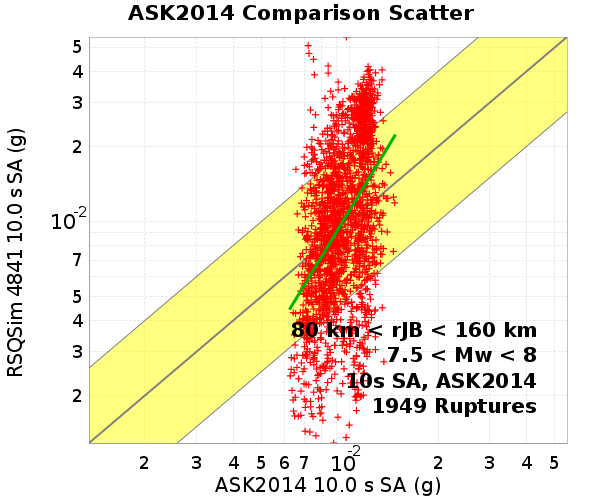 ASK2014 Comparison Scatter
RSQSim 4841 10.0 s SA (g)
5
4
3
2
10-2
7
5
4
3
2
80 km < rJB < 160 km
7.5 < Mw < 8
10s SA, ASK2014
1949 Ruptures
2 3 4 5 6 7 10-2 2 3 4 5
ASK2014 10.0 s SA (g)